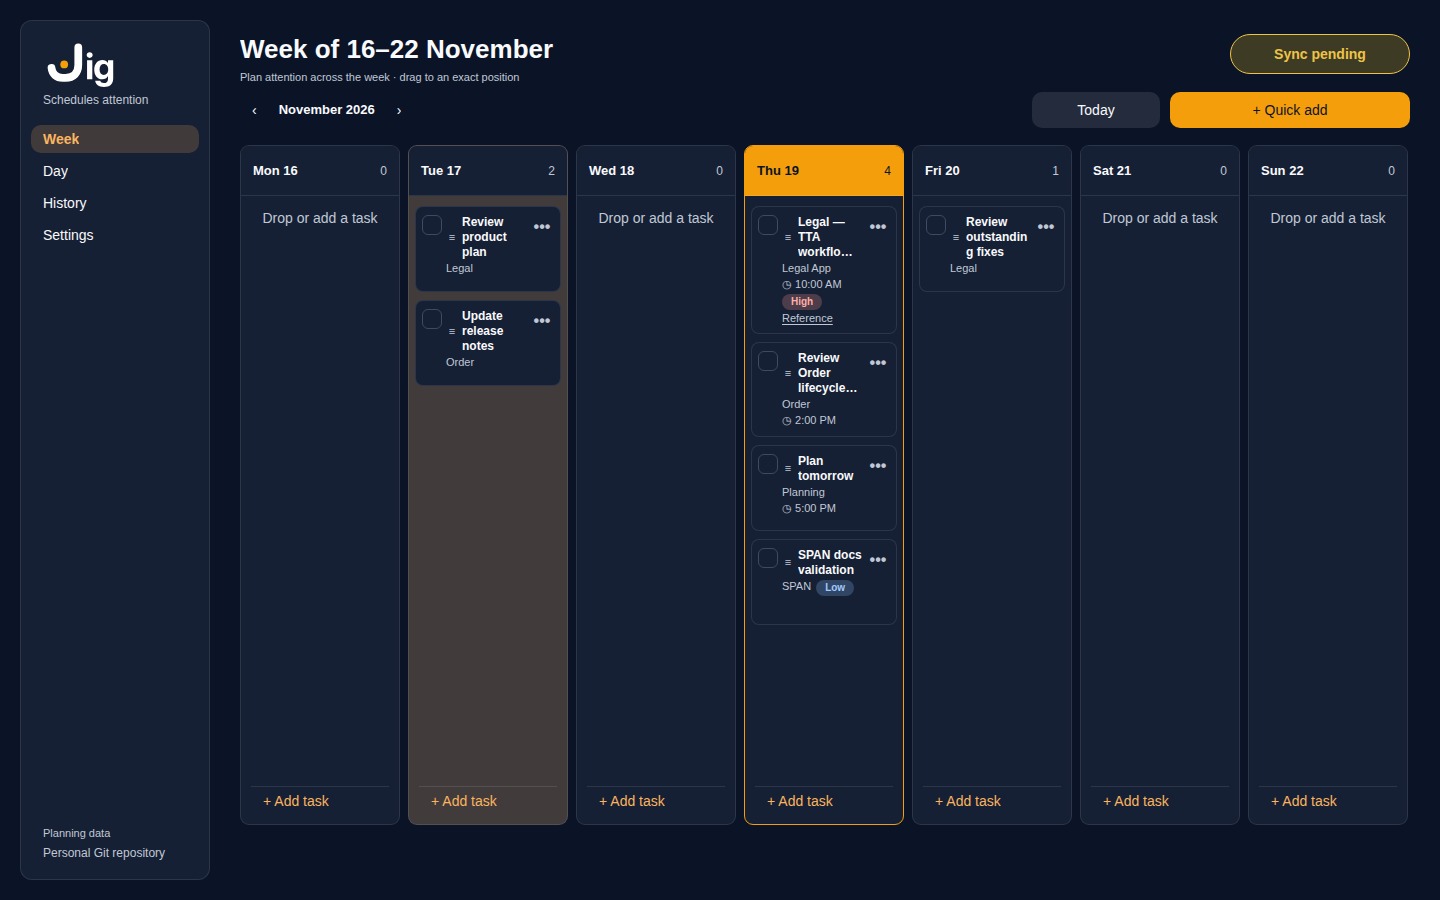 Jig
Schedules attention
Week
Day
History
Settings
Planning data
Personal Git repository
Week of 16–22 November
Plan attention across the week · drag to an exact position
‹ November 2026 ›
Sync pending
Today
+ Quick add
Mon 16 0
Drop or add a task
+ Add task
Tue 17 2
Review
product
plan
Legal
Update
release
notes
Order
+ Add task
Wed 18 0
Drop or add a task
+ Add task
Thu 19 4
Legal —
TTA
workflo…
Legal App
10:00 AM
High
Reference
Review
Order
lifecycle…
Order
2:00 PM
Plan
tomorrow
Planning
5:00 PM
SPAN docs
validation
SPAN Low
+ Add task
Fri 20 1
Review
outstandin
g fixes
Legal
+ Add task
Sat 21 0
Drop or add a task
+ Add task
Sun 22 0
Drop or add a task
+ Add task